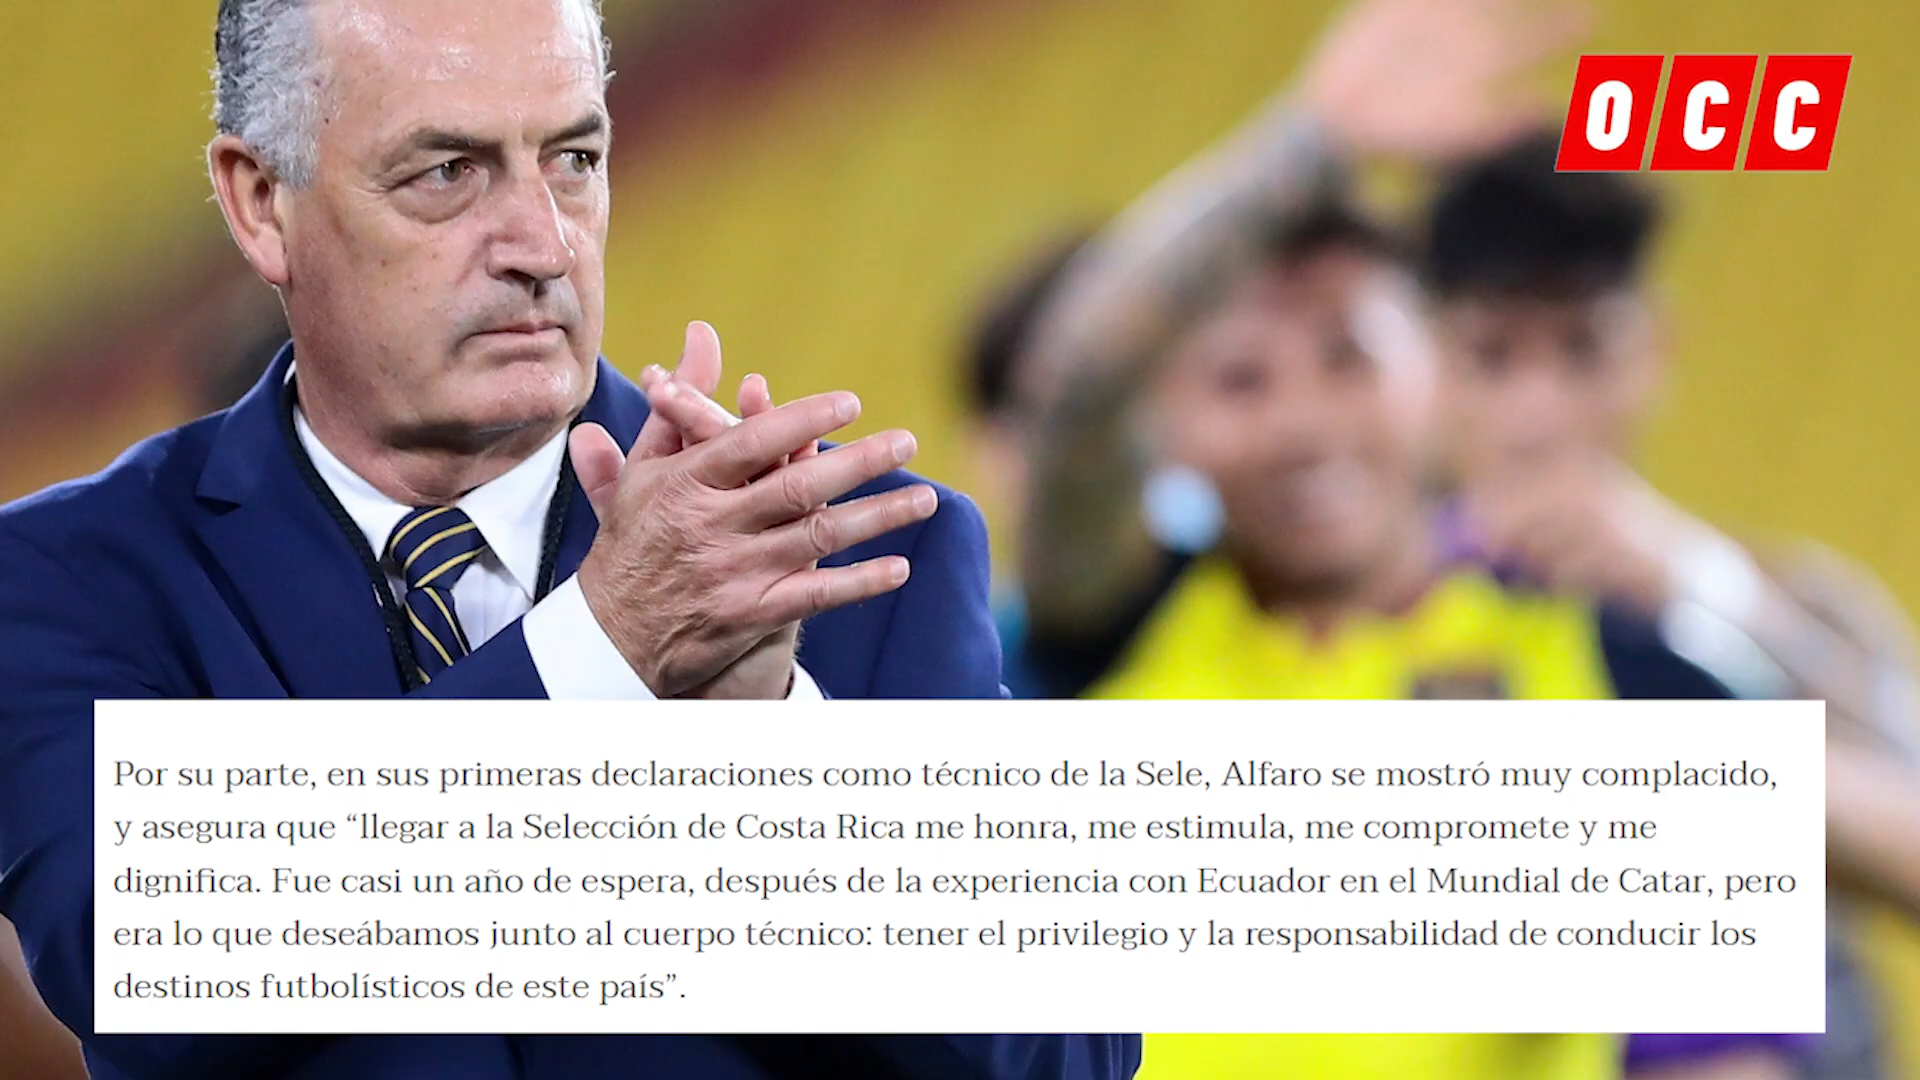 OCC
Por su parte, en sus primeras declaraciones como técnico de la Sele, Alfaro se mostró muy complacido,
y asegura que “llegar a la Selección de Costa Rica me honra, me estimula, me compromete y me
dignifica. Fue casi un año de espera, después de la experiencia con Ecuador en el Mundial de Catar, pero
era lo que deseábamos junto al cuerpo técnico: tener el privilegio y la responsabilidad de conducir los
destinos futbolísticos de este país”.